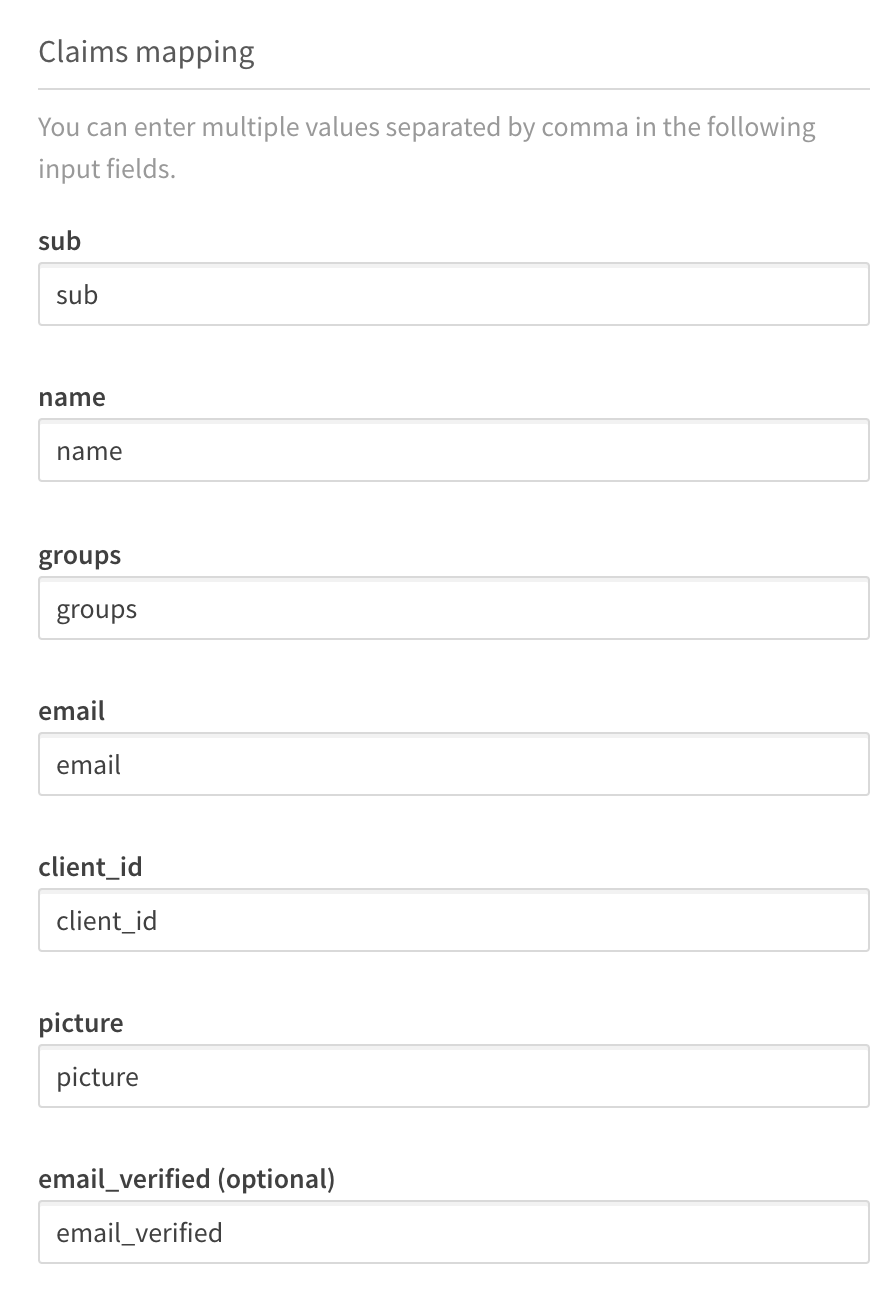 Claims mapping
You can enter multiple values separated by comma in the following
input fields.
sub
sub
name
name
groups
groups
email
email
client_id
client_id
picture
picture
email_verified (optional)
email_verified